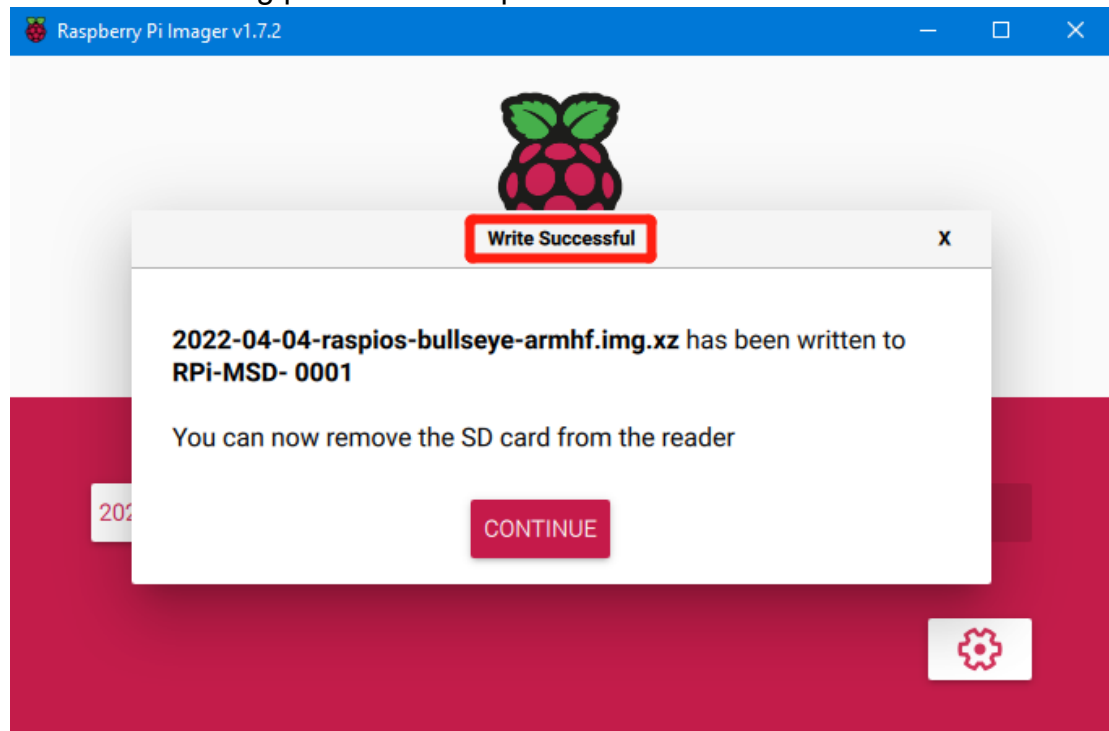 Raspberry Pi Imager v1.7.2
Write Successful
X
2022-04-04-raspios-bullseye-armhf.img.xz has been written to
RPi-MSD- 0001
You can now remove the SD card from the reader
202
CONTINUE